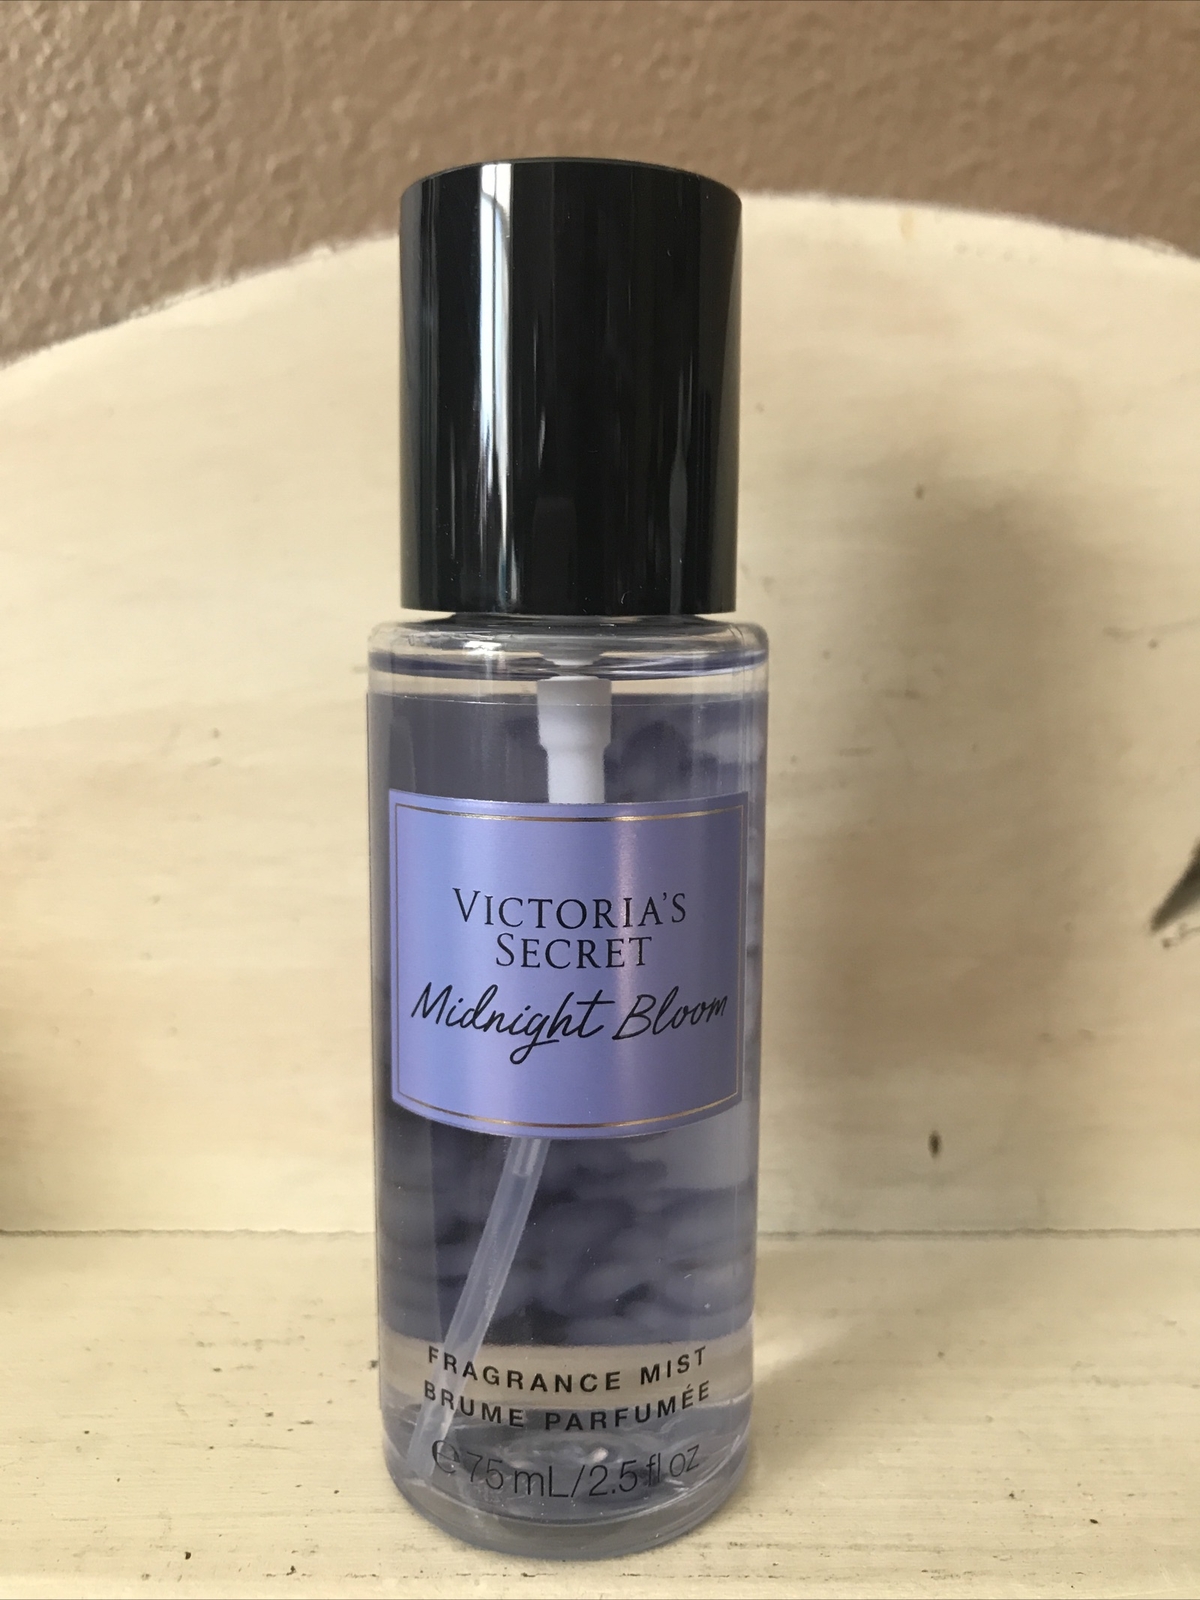 VICTORIA'S
SECRET
Midnight Bloom
FRAGRANCE MIST
BRUME PARFUMÉE
℮ 75 mL/2.5 fl oz